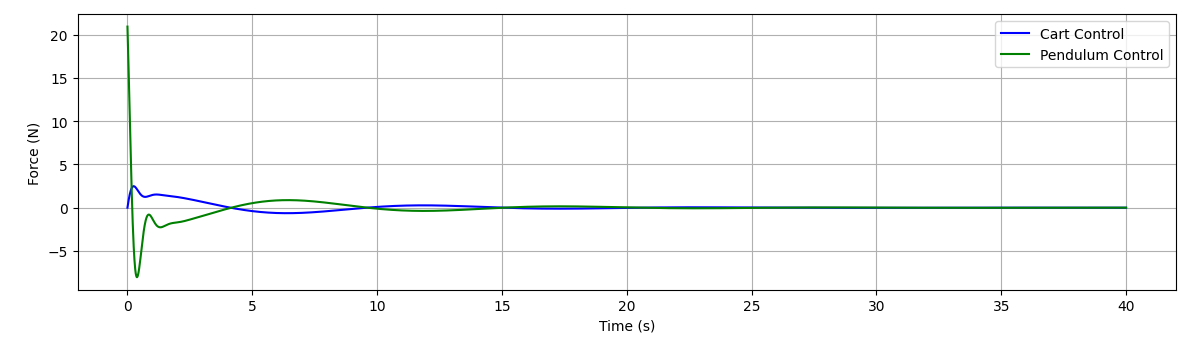 Cart Control
Pendulum Control
Force (N)
20
15
10
5
0
−5
0 5 10 15 20 25 30 35 40
Time (s)